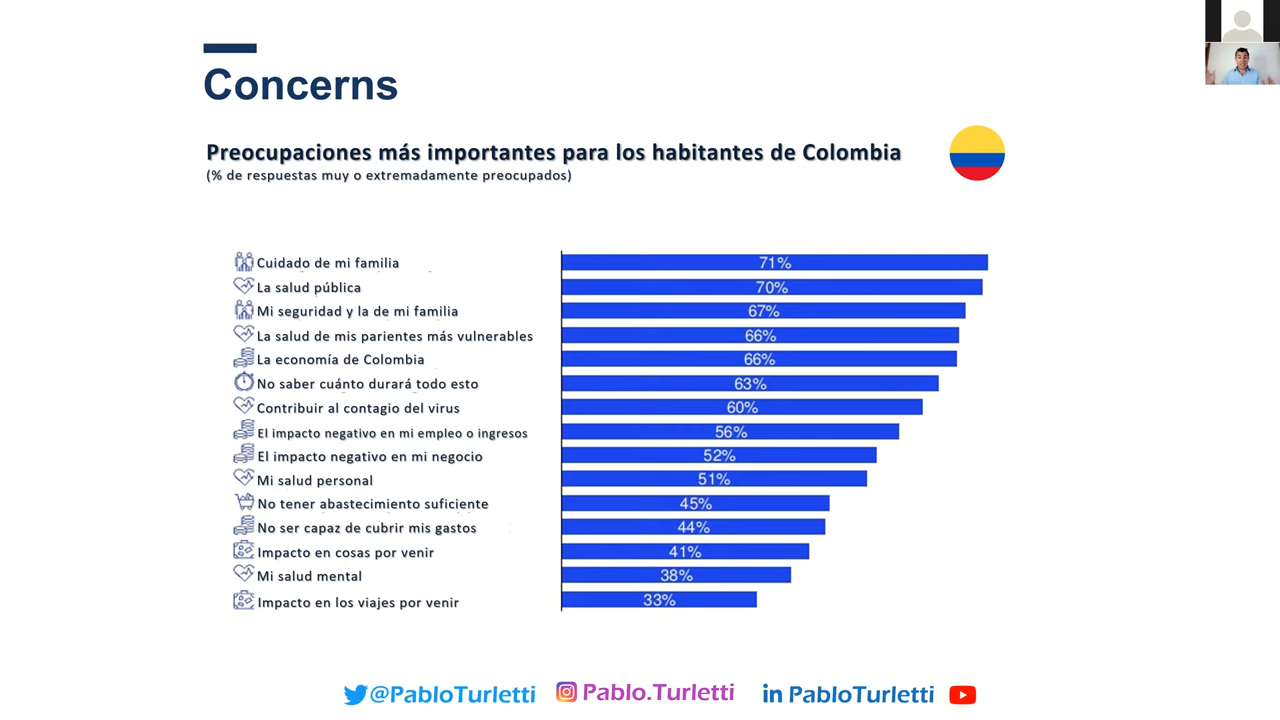 Concerns
Preocupaciones más importantes para los habitantes de Colombia
(% de respuestas muy o extremadamente preocupados)
Cuidado de mi familia 71%
La salud pública 70%
Mi seguridad y la de mi familia 67%
La salud de mis parientes más vulnerables 66%
La economía de Colombia 66%
No saber cuánto durará todo esto 63%
Contribuir al contagio del virus 60%
El impacto negativo en mi empleo o ingresos 56%
El impacto negativo en mi negocio 52%
Mi salud personal 51%
No tener abastecimiento suficiente 45%
No ser capaz de cubrir mis gastos 44%
Impacto en cosas por venir 41%
Mi salud mental 38%
Impacto en los viajes por venir 33%
@PabloTurletti Pablo.Turletti in PabloTurletti